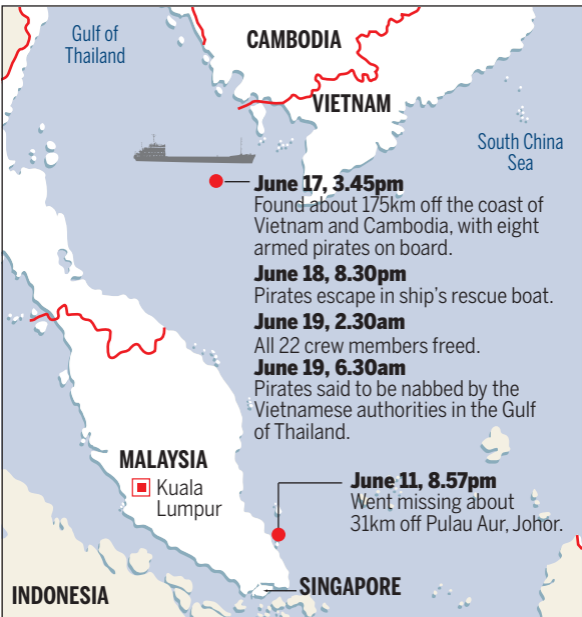 Gulf of
Thailand
CAMBODIA
VIETNAM
South China
Sea
June 17, 3.45pm
Found about 175km off the coast of
Vietnam and Cambodia, with eight
armed pirates on board.
June 18, 8.30pm
Pirates escape in ship's rescue boat.
June 19, 2.30am
All 22 crew members freed.
June 19, 6.30am
Pirates said to be nabbed by the
Vietnamese authorities in the Gulf
of Thailand.
MALAYSIA
Kuala
Lumpur
June 11, 8.57pm
Went missing about
31km off Pulau Aur, Johor.
SINGAPORE
INDONESIA